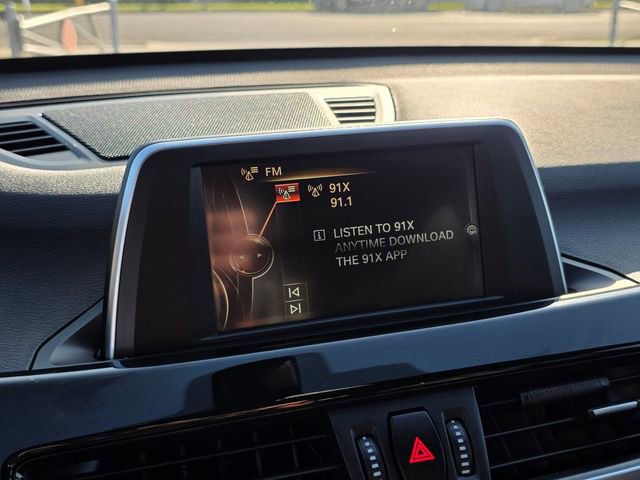 FM
91X
91.1
LISTEN TO 91X
ANYTIME DOWNLOAD
THE 91X APP